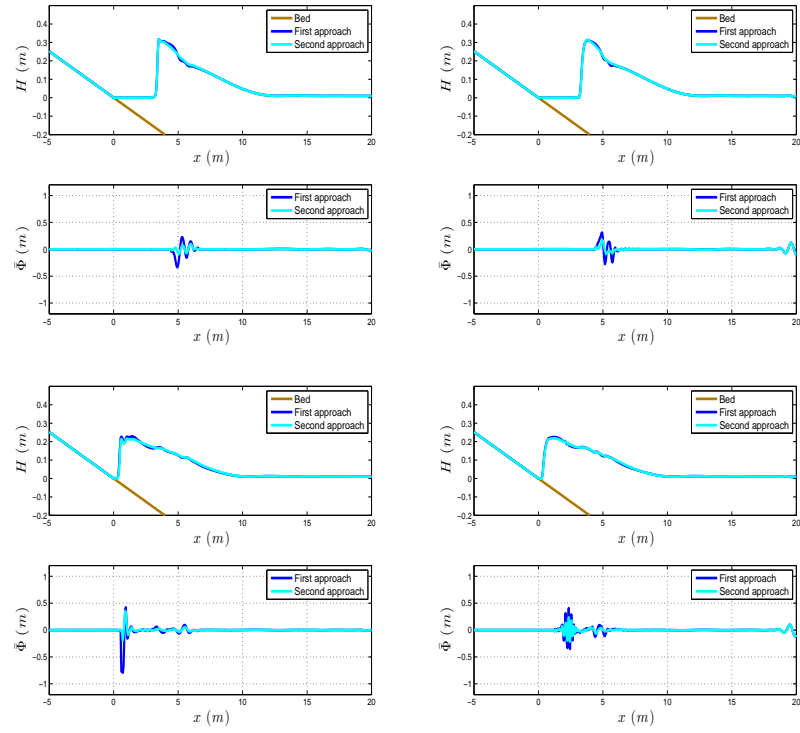 H (m)
0.4
0.3
0.2
0.1
0
−0.1
−0.2
Bed
First approach
Second approach
−5 0 5 10 15 20
x (m)
H (m)
0.4
0.3
0.2
0.1
0
−0.1
−0.2
Bed
First approach
Second approach
−5 0 5 10 15 20
x (m)
Φ̄ (m)
1
0.5
0
−0.5
−1
First approach
Second approach
−5 0 5 10 15 20
x (m)
Φ̄ (m)
1
0.5
0
−0.5
−1
First approach
Second approach
−5 0 5 10 15 20
x (m)
H (m)
0.4
0.3
0.2
0.1
0
−0.1
−0.2
Bed
First approach
Second approach
−5 0 5 10 15 20
x (m)
H (m)
0.4
0.3
0.2
0.1
0
−0.1
−0.2
Bed
First approach
Second approach
−5 0 5 10 15 20
x (m)
Φ̄ (m)
1
0.5
0
−0.5
−1
First approach
Second approach
−5 0 5 10 15 20
x (m)
Φ̄ (m)
1
0.5
0
−0.5
−1
First approach
Second approach
−5 0 5 10 15 20
x (m)